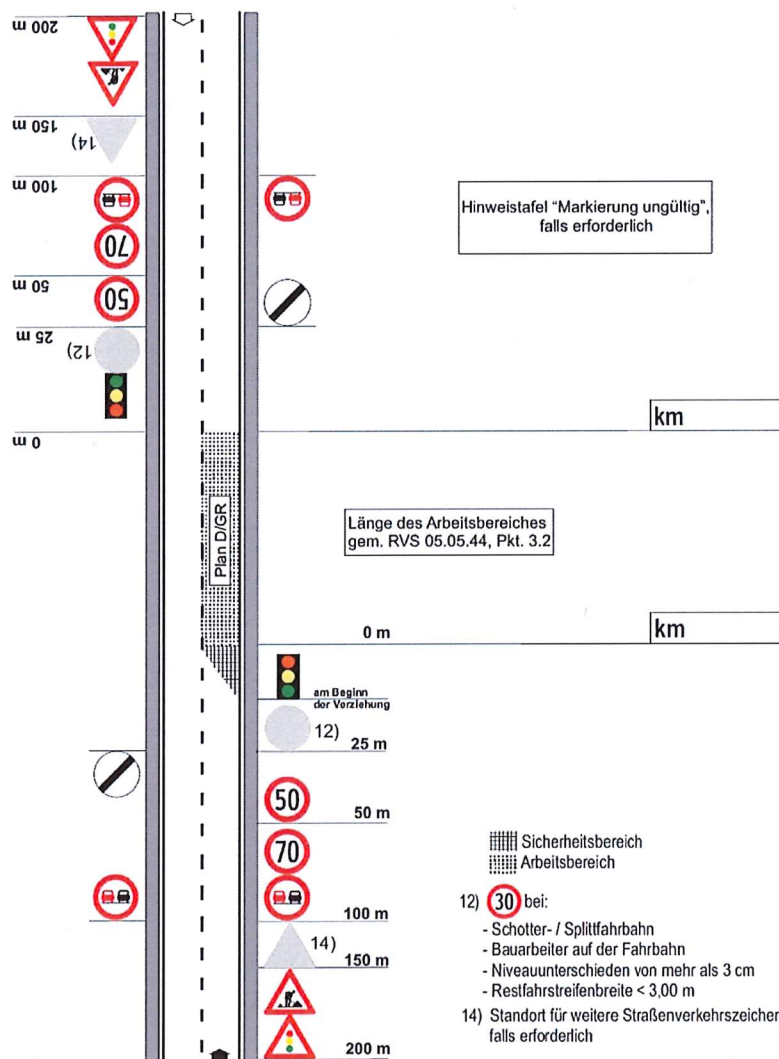 200 m
150 m
14)
100 m
70
50 m
50
25 m
12)
0 m
Hinweistafel "Markierung ungültig",
falls erforderlich
km
Plan D/GR
Länge des Arbeitsbereiches
gem. RVS 05.05.44, Pkt. 3.2
0 m
km
am Beginn
der Verziehung
12)
25 m
50
50 m
70
100 m
14)
150 m
200 m
Sicherheitsbereich
Arbeitsbereich
12) 30 bei:
- Schotter- / Splittfahrbahn
- Bauarbeiter auf der Fahrbahn
- Niveauunterschieden von mehr als 3 cm
- Restfahrstreifenbreite < 3,00 m
14) Standort für weitere Straßenverkehrszeichen
falls erforderlich